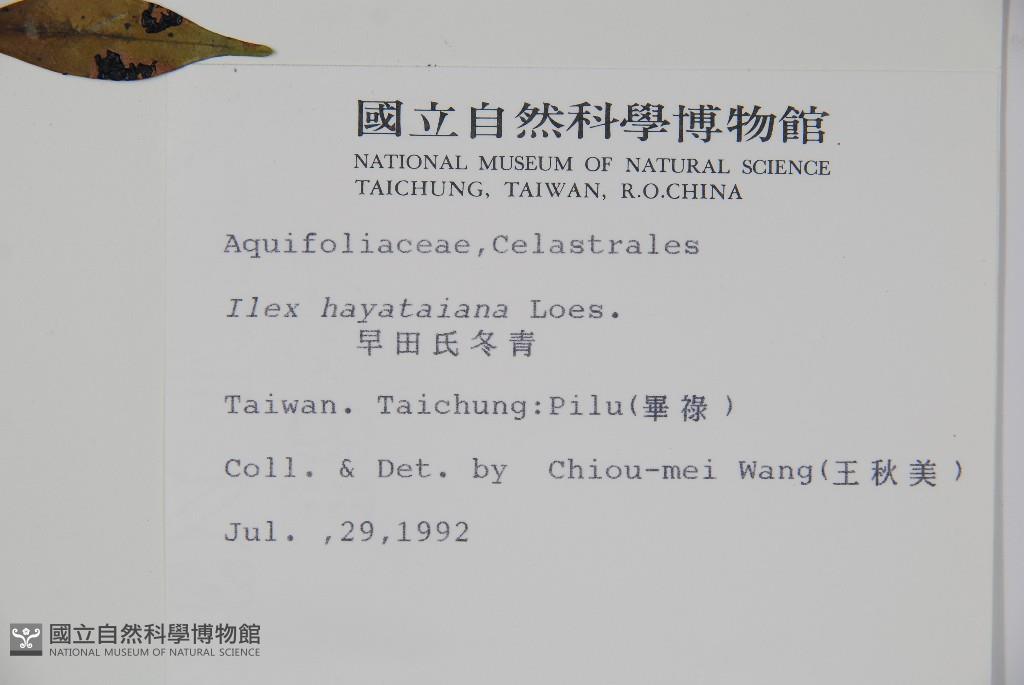 國立自然科學博物館
NATIONAL MUSEUM OF NATURAL SCIENCE
TAICHUNG, TAIWAN, R.O.CHINA
Aquifoliaceae,Celastrales
Ilex hayataiana Loes.
早田氏冬青
Taiwan. Taichung:Pilu(畢祿)
Coll. & Det. by Chiou-mei Wang(王秋美)
Jul. ,29,1992
國立自然科學博物館
NATIONAL MUSEUM OF NATURAL SCIENCE